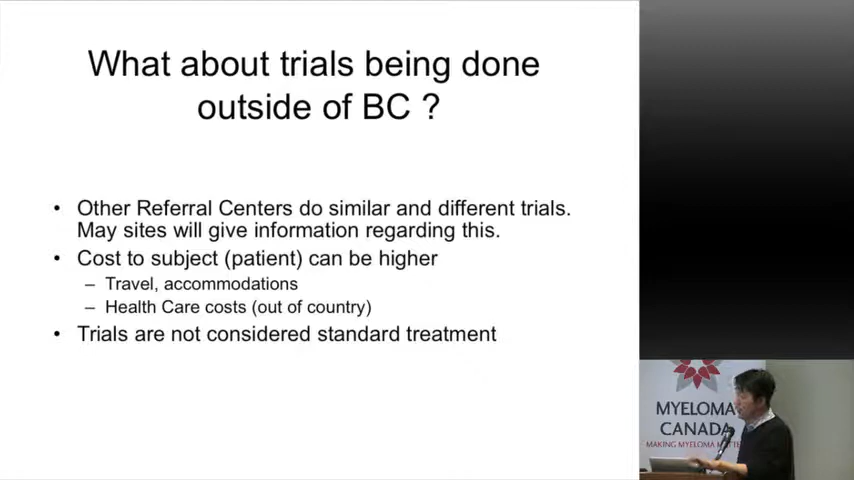 What about trials being done
outside of BC ?
• Other Referral Centers do similar and different trials.
May sites will give information regarding this.
• Cost to subject (patient) can be higher
– Travel, accommodations
– Health Care costs (out of country)
• Trials are not considered standard treatment
MYELOMA
CANADA
MAKING MYELOMA